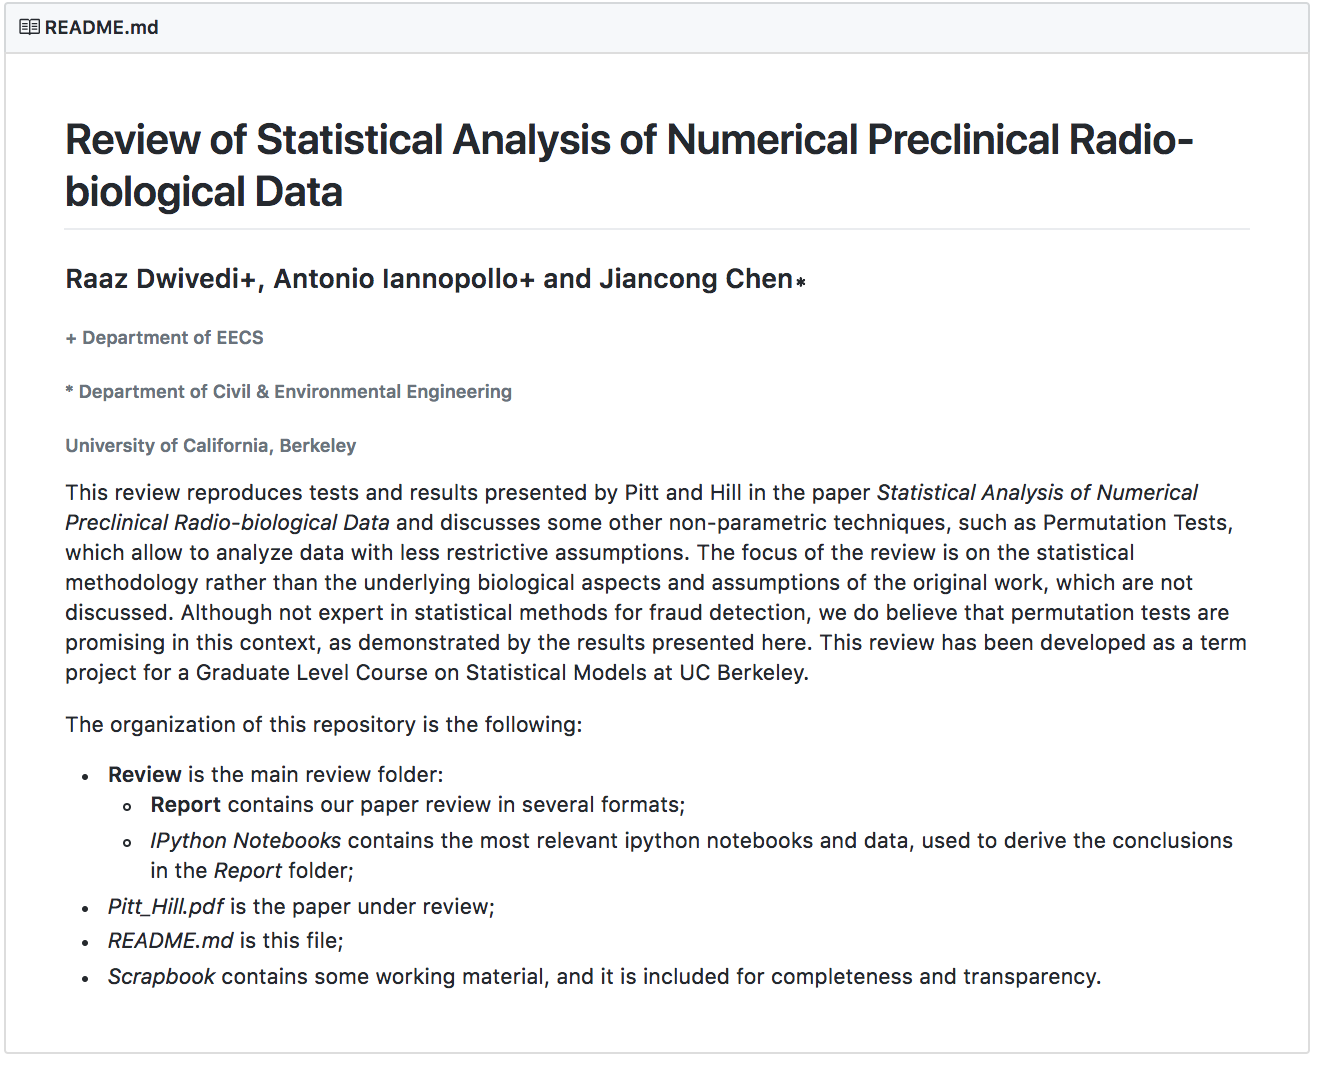 README.md
Review of Statistical Analysis of Numerical Preclinical Radio-
biological Data
Raaz Dwivedi+, Antonio Iannopollo+ and Jiancong Chen*
+ Department of EECS
* Department of Civil & Environmental Engineering
University of California, Berkeley
This review reproduces tests and results presented by Pitt and Hill in the paper Statistical Analysis of Numerical
Preclinical Radio-biological Data and discusses some other non-parametric techniques, such as Permutation Tests,
which allow to analyze data with less restrictive assumptions. The focus of the review is on the statistical
methodology rather than the underlying biological aspects and assumptions of the original work, which are not
discussed. Although not expert in statistical methods for fraud detection, we do believe that permutation tests are
promising in this context, as demonstrated by the results presented here. This review has been developed as a term
project for a Graduate Level Course on Statistical Models at UC Berkeley.
The organization of this repository is the following:
• Review is the main review folder:
◦ Report contains our paper review in several formats;
◦ IPython Notebooks contains the most relevant ipython notebooks and data, used to derive the conclusions
in the Report folder;
• Pitt_Hill.pdf is the paper under review;
• README.md is this file;
• Scrapbook contains some working material, and it is included for completeness and transparency.